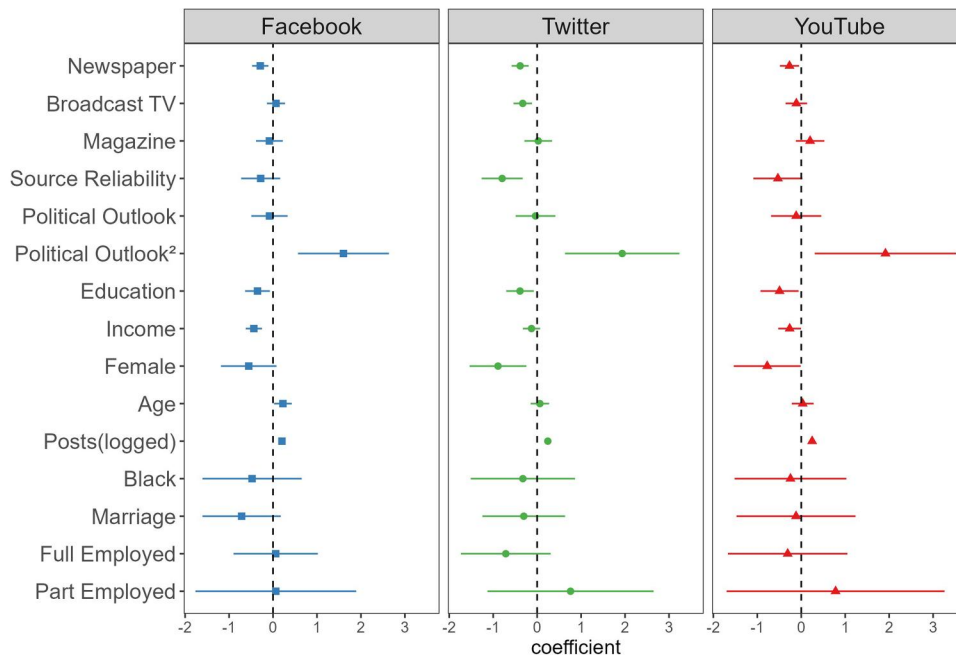 Facebook Twitter YouTube
Newspaper
Broadcast TV
Magazine
Source Reliability
Political Outlook
Political Outlook²
Education
Income
Female
Age
Posts(logged)
Black
Marriage
Full Employed
Part Employed
-2 -1 0 1 2 3 -2 -1 0 1 2 3 -2 -1 0 1 2 3
coefficient